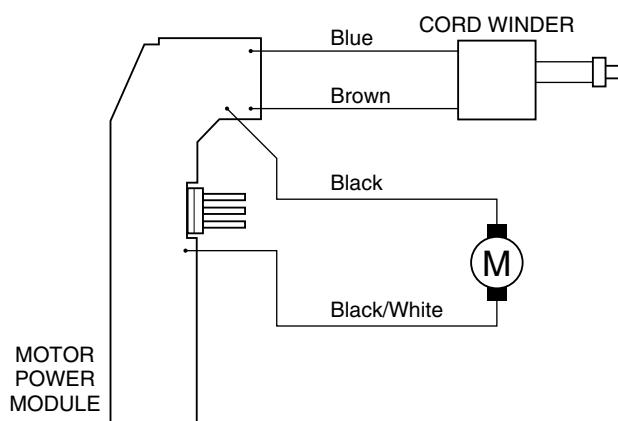 CORD WINDER
Blue
Brown
Black
M
Black/White
MOTOR
POWER
MODULE